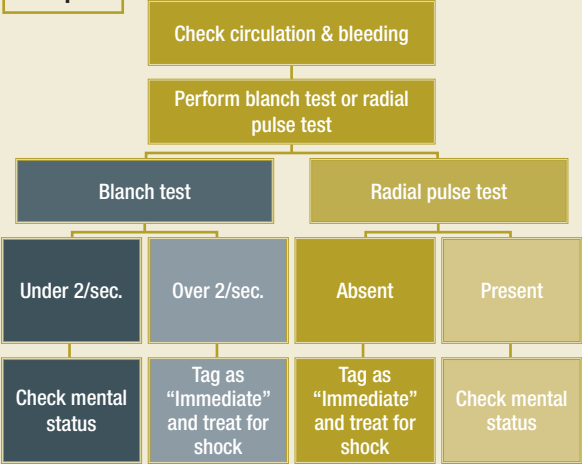 Check circulation & bleeding
Perform blanch test or radial
pulse test
Blanch test
Radial pulse test
Under 2/sec.
Over 2/sec.
Absent
Present
Check mental
status
Tag as
“Immediate”
and treat for
shock
Tag as
“Immediate”
and treat for
shock
Check mental
status